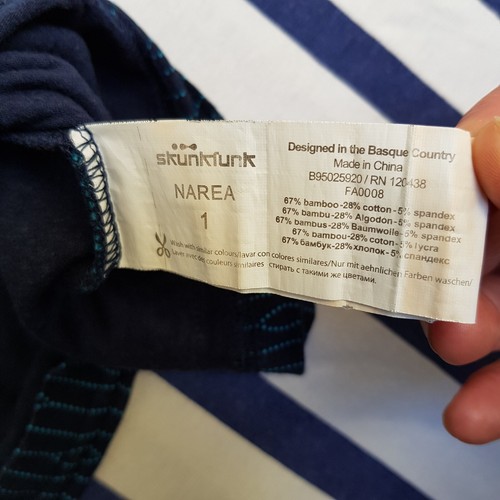 skunkfunk
NAREA
1
Wash with similar colours/lavar con colores similares/Nur mit aehnlichen Farben waschen/
Laver avec des couleurs similaires стирать с такими же цветами.
Designed in the Basque Country
Made in China
B95025920 / RN 120438
FA0008
67% bamboo-28% cotton-5% spandex
67% bambu-28% Algodon-5% spandex
67% bambus-28% Baumwolle-5% spandex
67% bambou-28% coton-5% lycra
67% бамбук-28% хлопок-5% спандекс